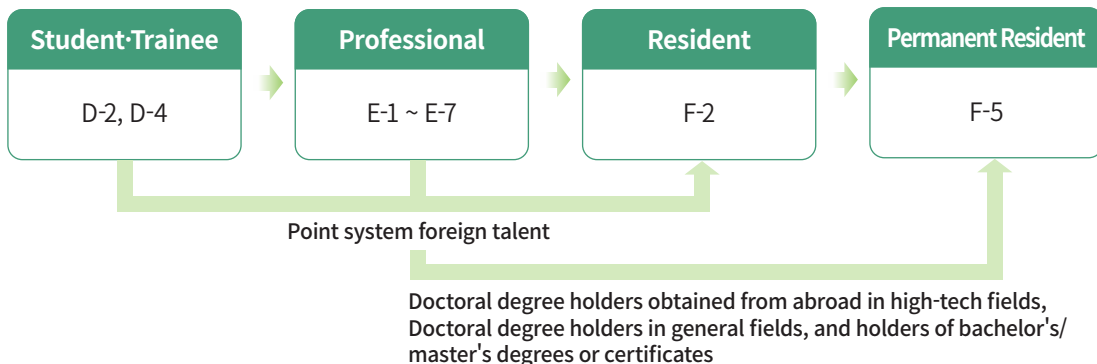 Student·Trainee
D-2, D-4
Professional
E-1 ~ E-7
Resident
F-2
Permanent Resident
F-5
Point system foreign talent
Doctoral degree holders obtained from abroad in high-tech fields,
Doctoral degree holders in general fields, and holders of bachelor's/
master's degrees or certificates